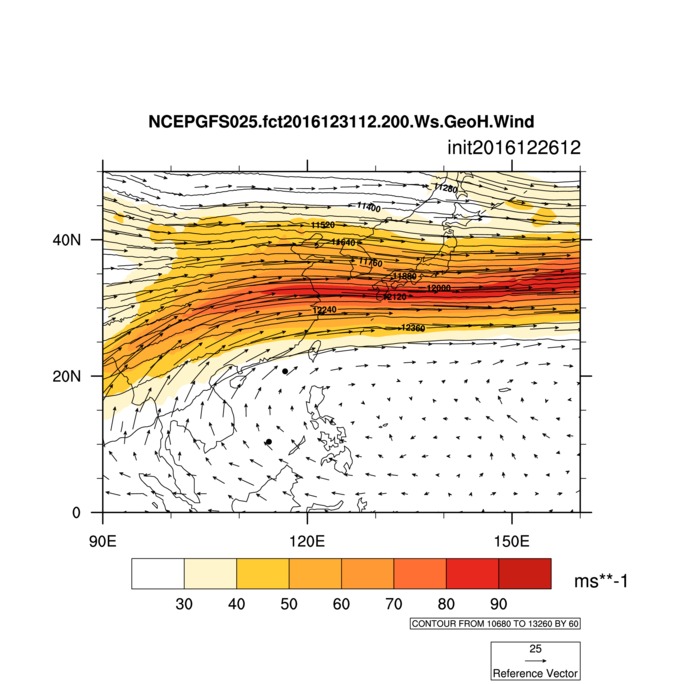 NCEPGFS025.fct2016123112.200.Ws.GeoH.Wind
init2016122612
11280
11400
11520
40N
11640
11760
11880
12000
12120
12240
12360
20N
0
90E 120E 150E
30 40 50 60 70 80 90
ms**-1
CONTOUR FROM 10680 TO 13260 BY 60
25
Reference Vector